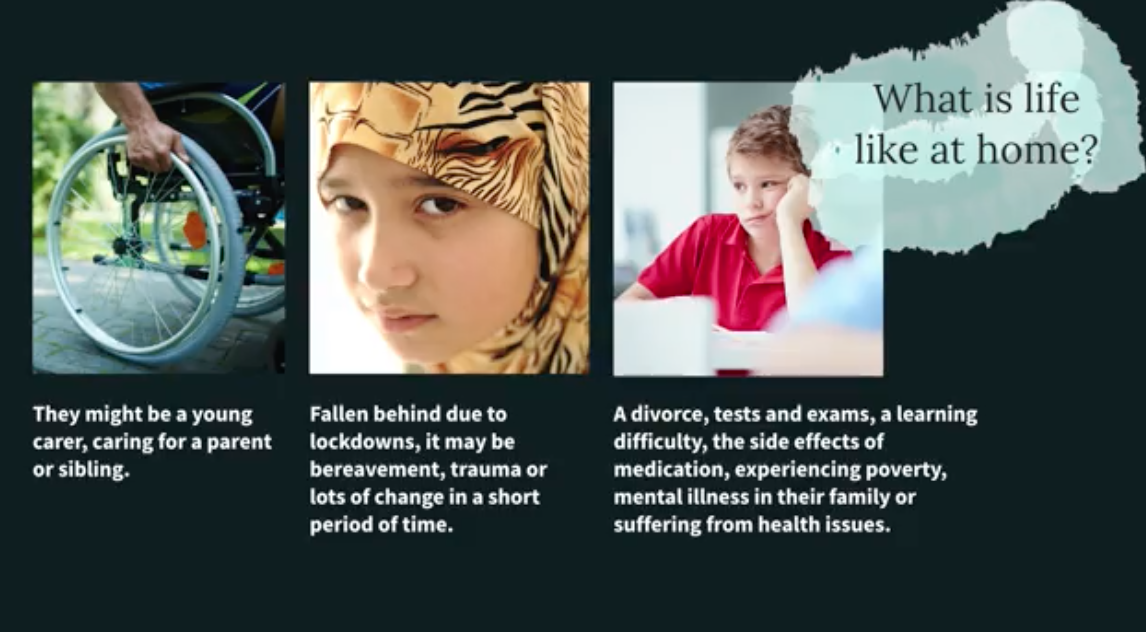 What is life
like at home?
They might be a young
carer, caring for a parent
or sibling.
Fallen behind due to
lockdowns, it may be
bereavement, trauma or
lots of change in a short
period of time.
A divorce, tests and exams, a learning
difficulty, the side effects of
medication, experiencing poverty,
mental illness in their family or
suffering from health issues.